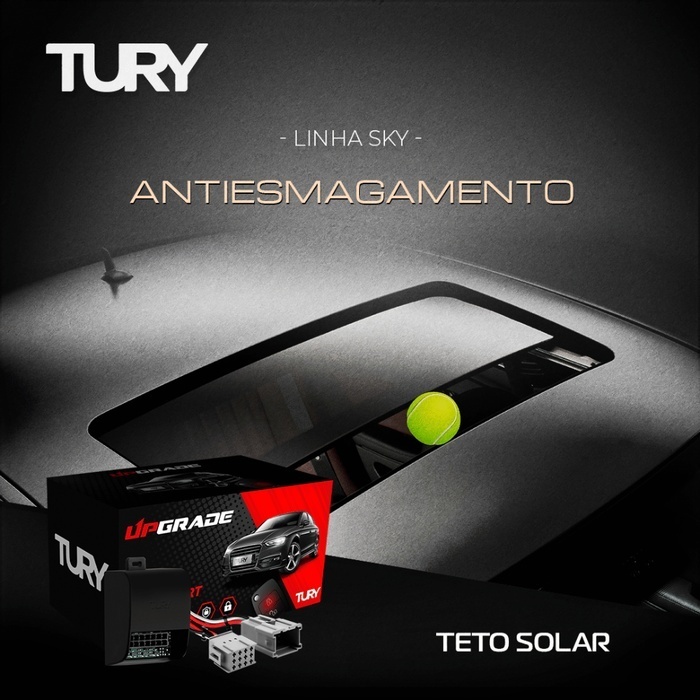 TURY
- LINHA SKY -
ANTIESMAGAMENTO
UPGRADE
TURY
TURY
TETO SOLAR